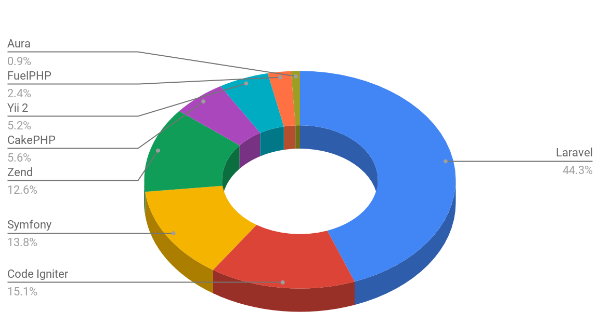 Aura
0.9%
FuelPHP
2.4%
Yii 2
5.2%
CakePHP
5.6%
Zend
12.6%
Symfony
13.8%
Code Igniter
15.1%
Laravel
44.3%